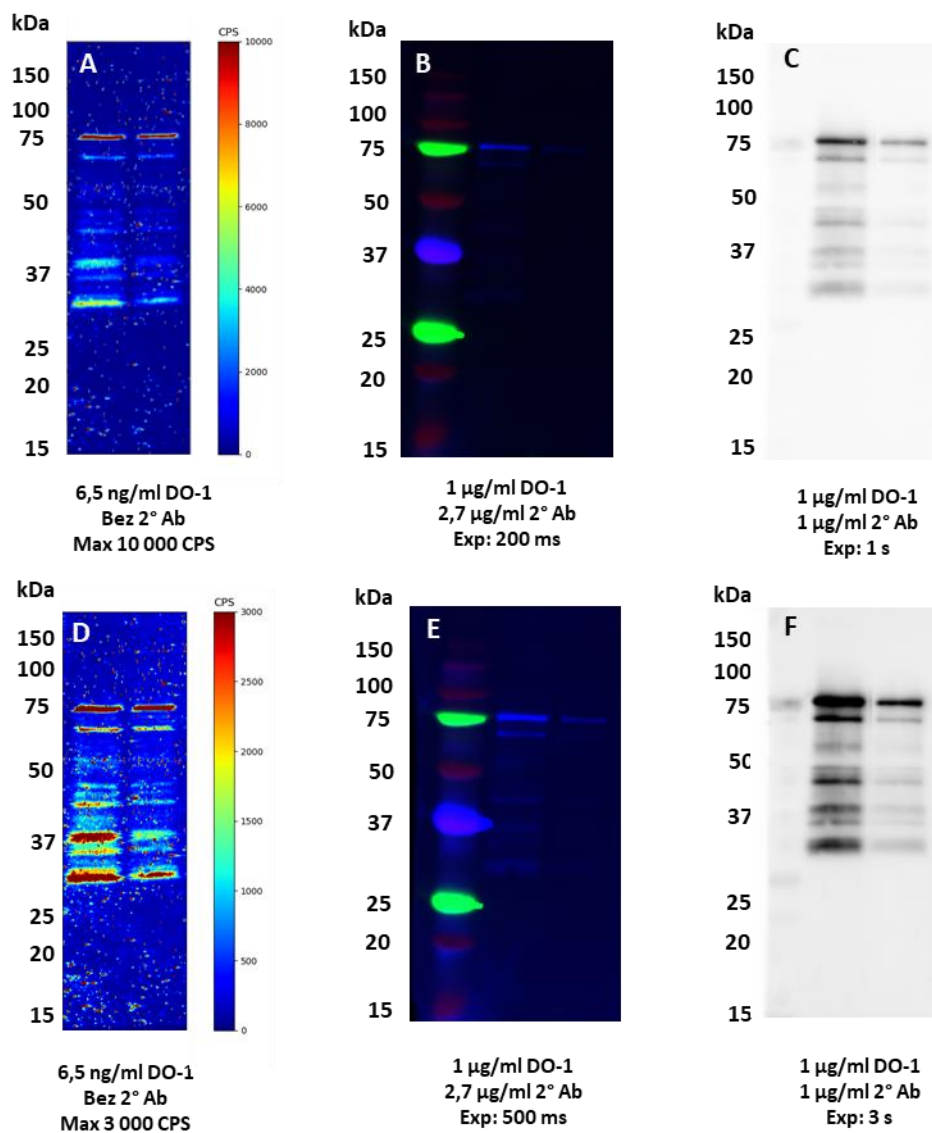 kDa
150
100
75
50
37
25
20
15
A
CPS
10000
8000
6000
4000
2000
0
6,5 ng/ml DO-1
Bez 2° Ab
Max 10 000 CPS
kDa
150
100
75
50
37
25
20
15
B
1 µg/ml DO-1
2,7 µg/ml 2° Ab
Exp: 200 ms
kDa
150
100
75
50
37
25
20
15
C
1 µg/ml DO-1
1 µg/ml 2° Ab
Exp: 1 s
kDa
150
100
75
50
37
25
20
15
D
CPS
3000
2500
2000
1500
1000
500
0
6,5 ng/ml DO-1
Bez 2° Ab
Max 3 000 CPS
kDa
150
100
75
50
37
25
20
15
E
1 µg/ml DO-1
2,7 µg/ml 2° Ab
Exp: 500 ms
kDa
150
100
75
50
37
25
20
15
F
1 µg/ml DO-1
1 µg/ml 2° Ab
Exp: 3 s